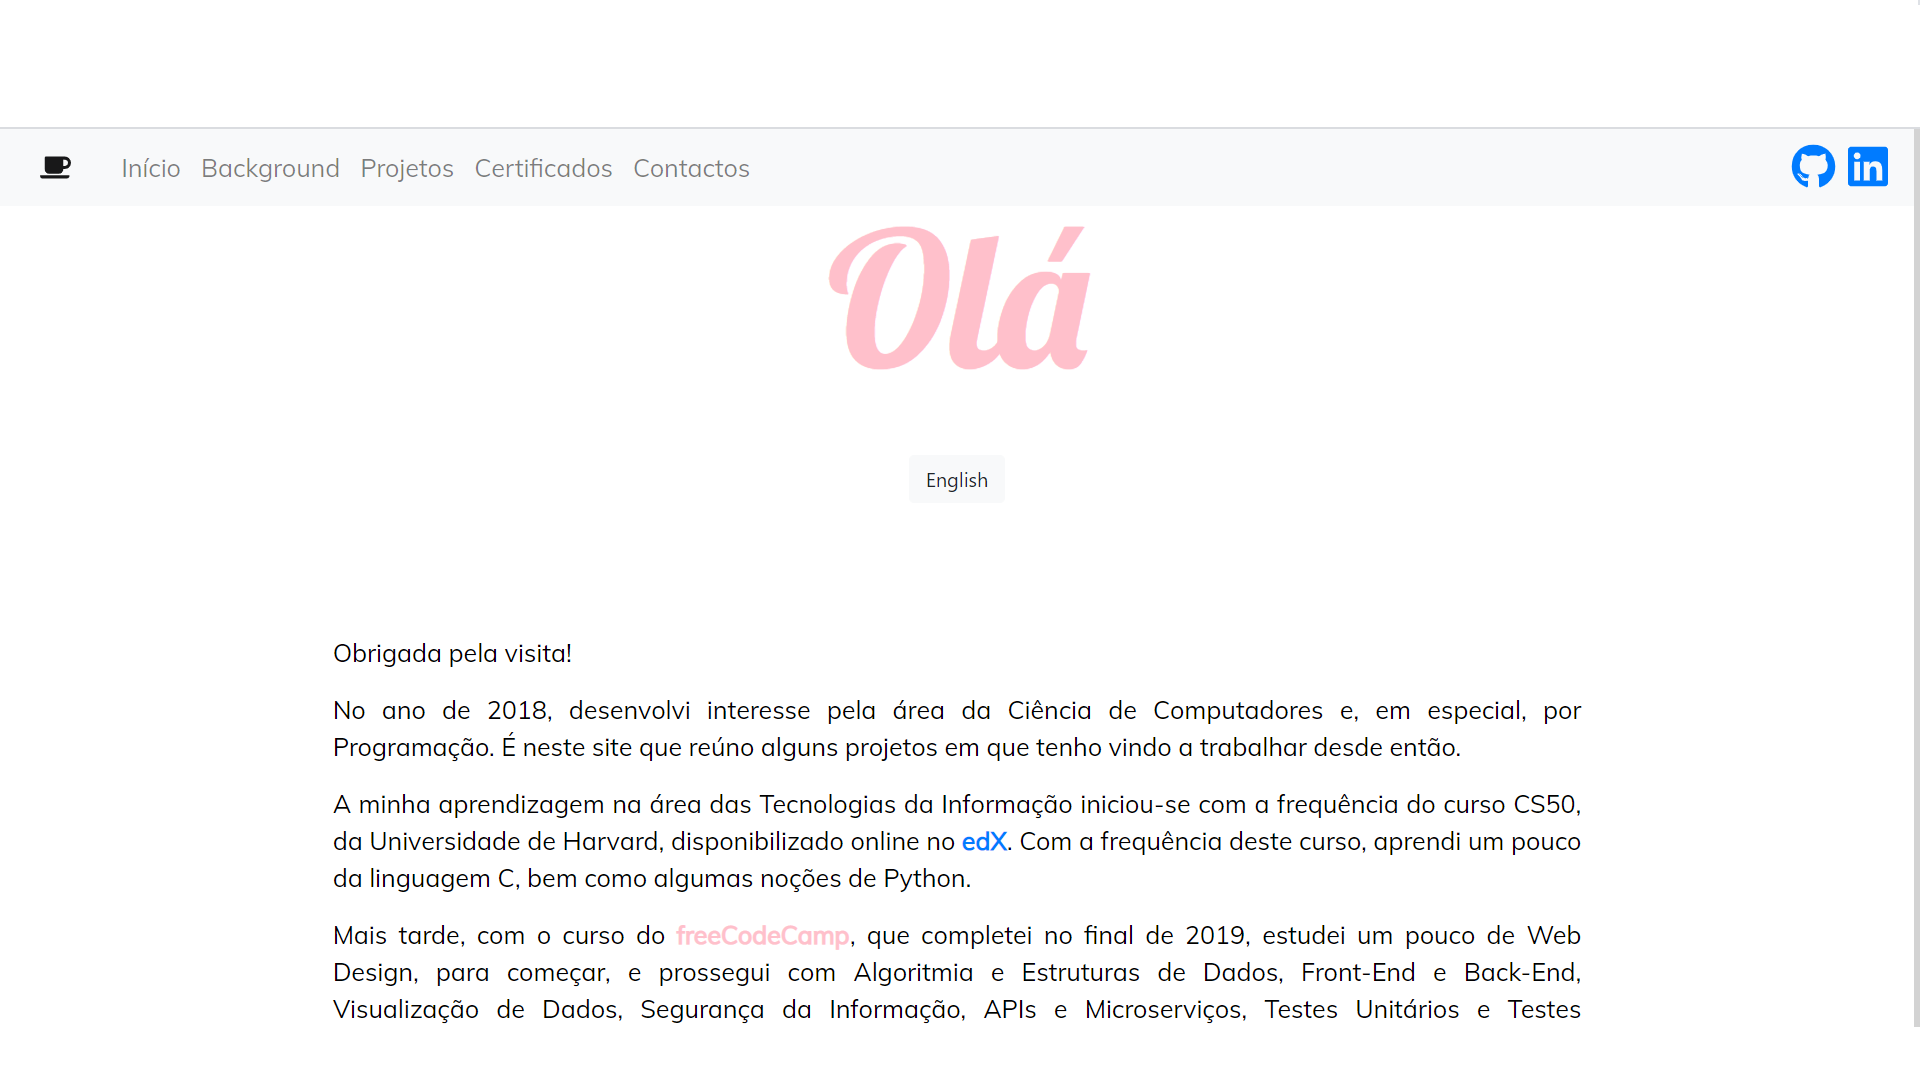 Início Background Projetos Certificados Contactos
Olá
English
Obrigada pela visita!
No ano de 2018, desenvolvi interesse pela área da Ciência de Computadores e, em especial, por
Programação. É neste site que reúno alguns projetos em que tenho vindo a trabalhar desde então.
A minha aprendizagem na área das Tecnologias da Informação iniciou-se com a frequência do curso CS50,
da Universidade de Harvard, disponibilizado online no edX. Com a frequência deste curso, aprendi um pouco
da linguagem C, bem como algumas noções de Python.
Mais tarde, com o curso do freeCodeCamp, que completei no final de 2019, estudei um pouco de Web
Design, para começar, e prossegui com Algoritmia e Estruturas de Dados, Front-End e Back-End,
Visualização de Dados, Segurança da Informação, APIs e Microserviços, Testes Unitários e Testes